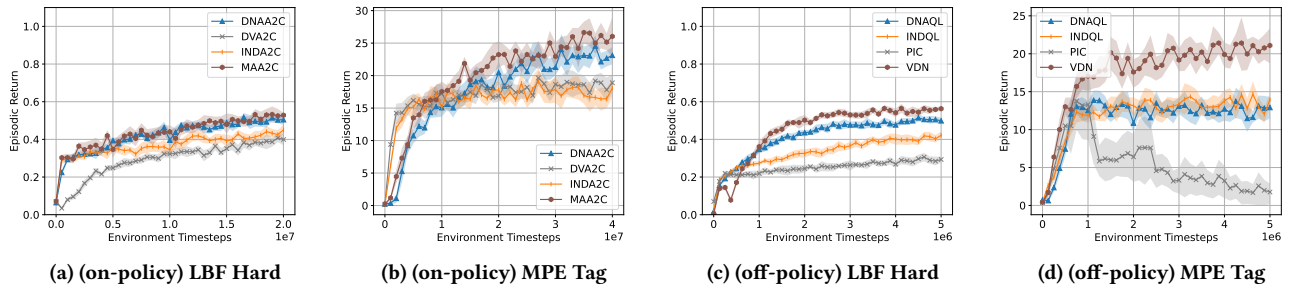 1.0
0.8
0.6
0.4
0.2
0.0
Episodic Return
DNAA2C
DVA2C
INDA2C
MAA2C
0.0 0.5 1.0 1.5 2.0
Environment Timesteps 1e7
(a) (on-policy) LBF Hard
30
25
20
15
10
5
0
Episodic Return
DNAA2C
DVA2C
INDA2C
MAA2C
0 1 2 3 4
Environment Timesteps 1e7
(b) (on-policy) MPE Tag
1.0
0.8
0.6
0.4
0.2
0.0
Episodic Return
DNAQL
INDQL
PIC
VDN
0 1 2 3 4 5
Environment Timesteps 1e6
(c) (off-policy) LBF Hard
25
20
15
10
5
0
Episodic Return
DNAQL
INDQL
PIC
VDN
0 1 2 3 4 5
Environment Timesteps 1e6
(d) (off-policy) MPE Tag